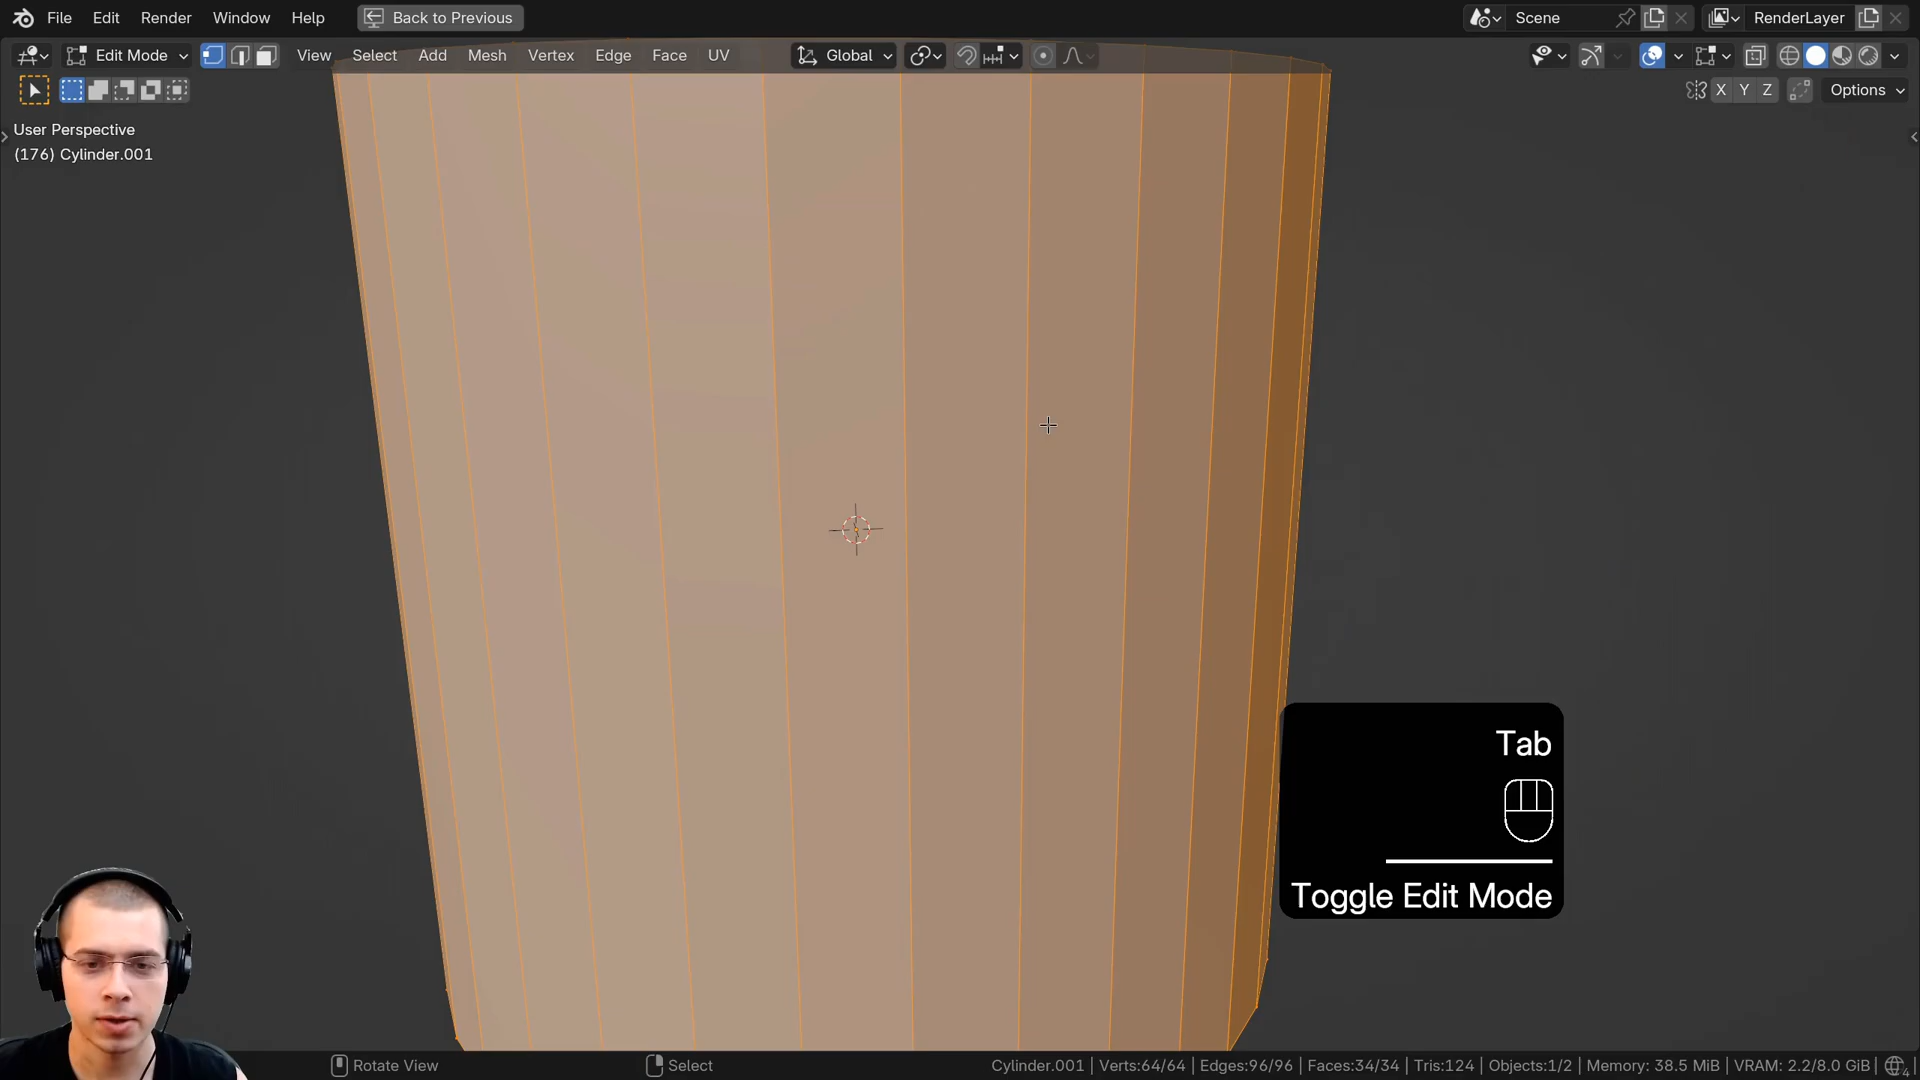 File Edit Render Window Help Back to Previous Scene RenderLayer
Edit Mode View Select Add Mesh Vertex Edge Face UV Global
X Y Z Options
User Perspective
(176) Cylinder.001
Tab
Toggle Edit Mode
Rotate View Select Cylinder.001 | Verts:64/64 | Edges:96/96 | Faces:34/34 | Tris:124 | Objects:1/2 | Memory: 38.5 MiB | VRAM: 2.2/8.0 GiB | 4